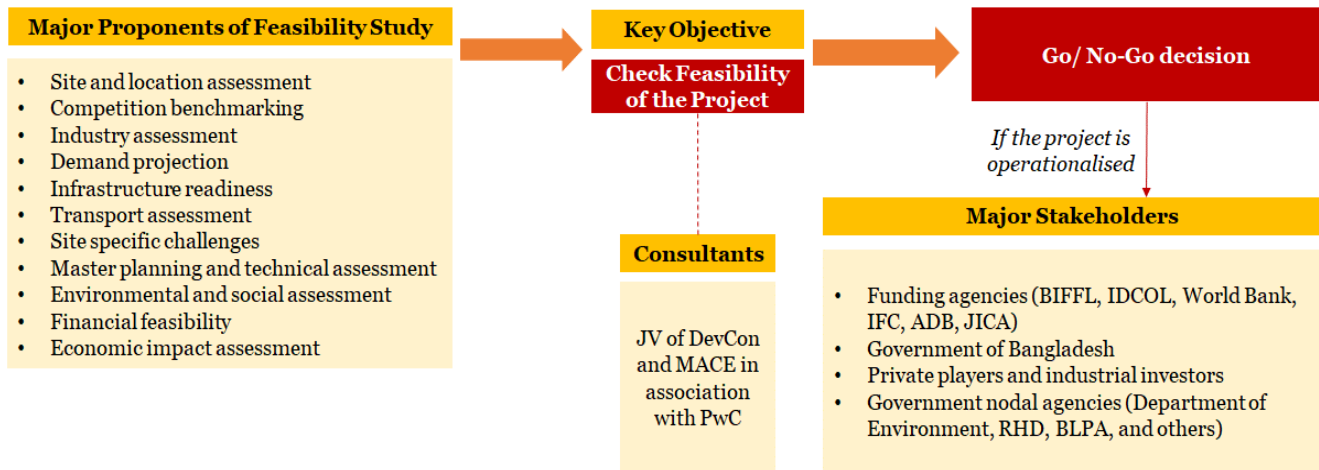 Major Proponents of Feasibility Study
• Site and location assessment
• Competition benchmarking
• Industry assessment
• Demand projection
• Infrastructure readiness
• Transport assessment
• Site specific challenges
• Master planning and technical assessment
• Environmental and social assessment
• Financial feasibility
• Economic impact assessment
Key Objective
Check Feasibility
of the Project
Consultants
JV of DevCon
and MACE in
association
with PwC
Go/ No-Go decision
If the project is
operationalised
Major Stakeholders
• Funding agencies (BIFFL, IDCOL, World Bank,
IFC, ADB, JICA)
• Government of Bangladesh
• Private players and industrial investors
• Government nodal agencies (Department of
Environment, RHD, BLPA, and others)